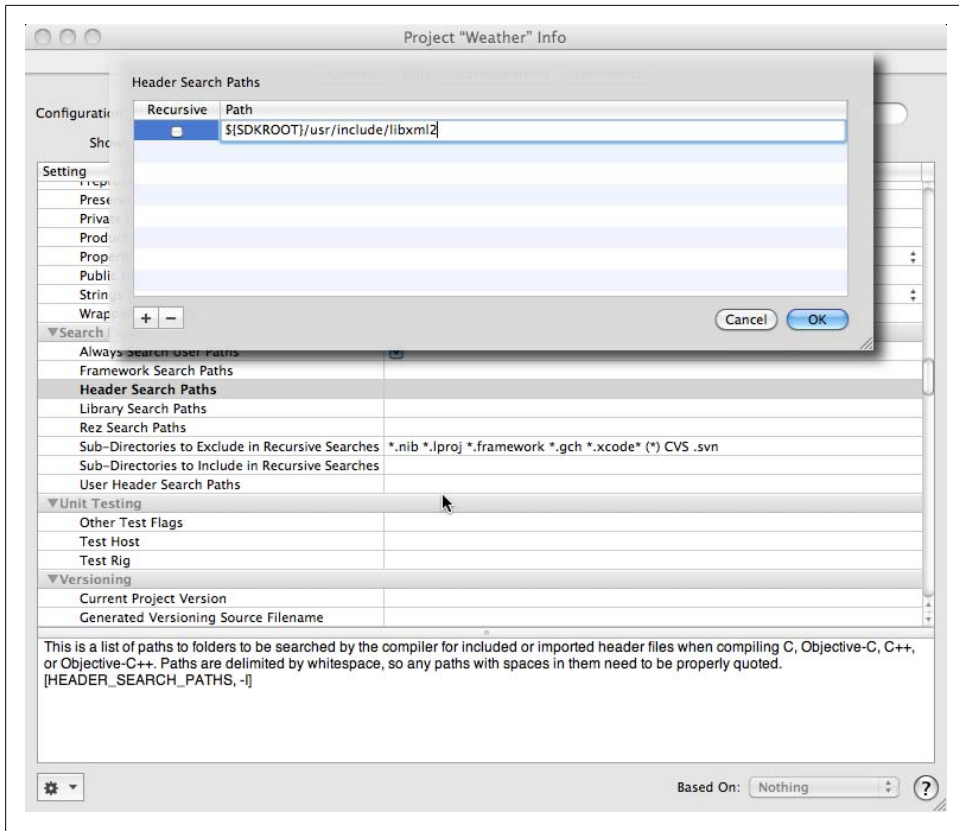 Project “Weather” Info
Header Search Paths
Recursive Path
${SDKROOT}/usr/include/libxml2
Configuratio
Sho
Setting
Prese
Priva
Prod
Prop
Publi
Strin
Wrap
+ −
Cancel OK
▼Search
Always Search User Paths
Framework Search Paths
Header Search Paths
Library Search Paths
Rez Search Paths
Sub-Directories to Exclude in Recursive Searches *.nib *.lproj *.framework *.gch *.xcode* (*) CVS .svn
Sub-Directories to Include in Recursive Searches
User Header Search Paths
▼Unit Testing
Other Test Flags
Test Host
Test Rig
▼Versioning
Current Project Version
Generated Versioning Source Filename
This is a list of paths to folders to be searched by the compiler for included or imported header files when compiling C, Objective-C, C++,
or Objective-C++. Paths are delimited by whitespace, so any paths with spaces in them need to be properly quoted.
[HEADER_SEARCH_PATHS, -I]
Based On: Nothing ?